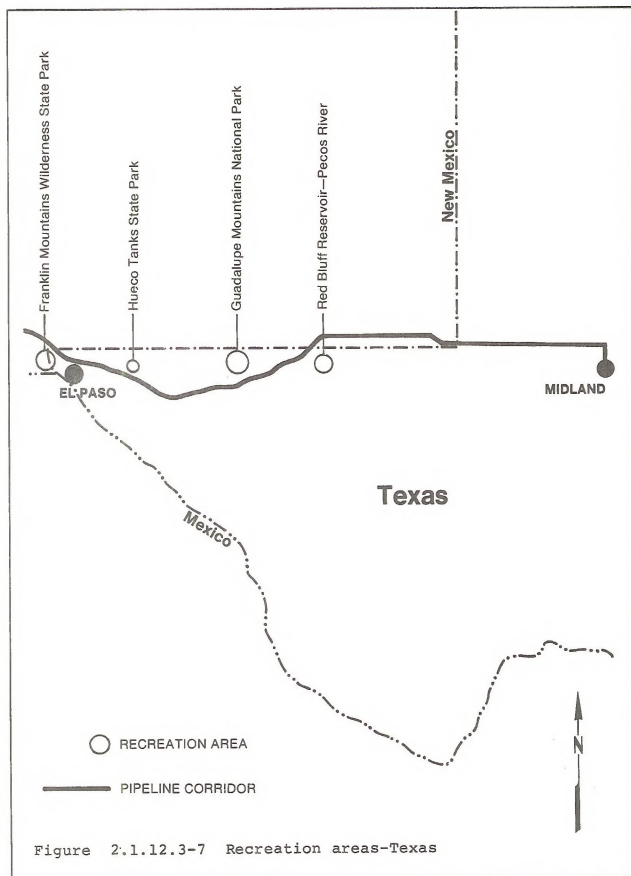 Franklin Mountains Wilderness State Park
Hueco Tanks State Park
Guadalupe Mountains National Park
Red Bluff Reservoir—Pecos River
New Mexico
EL PASO
MIDLAND
Texas
Mexico
N
RECREATION AREA
PIPELINE CORRIDOR
Figure 2.1.12.3-7 Recreation areas-Texas